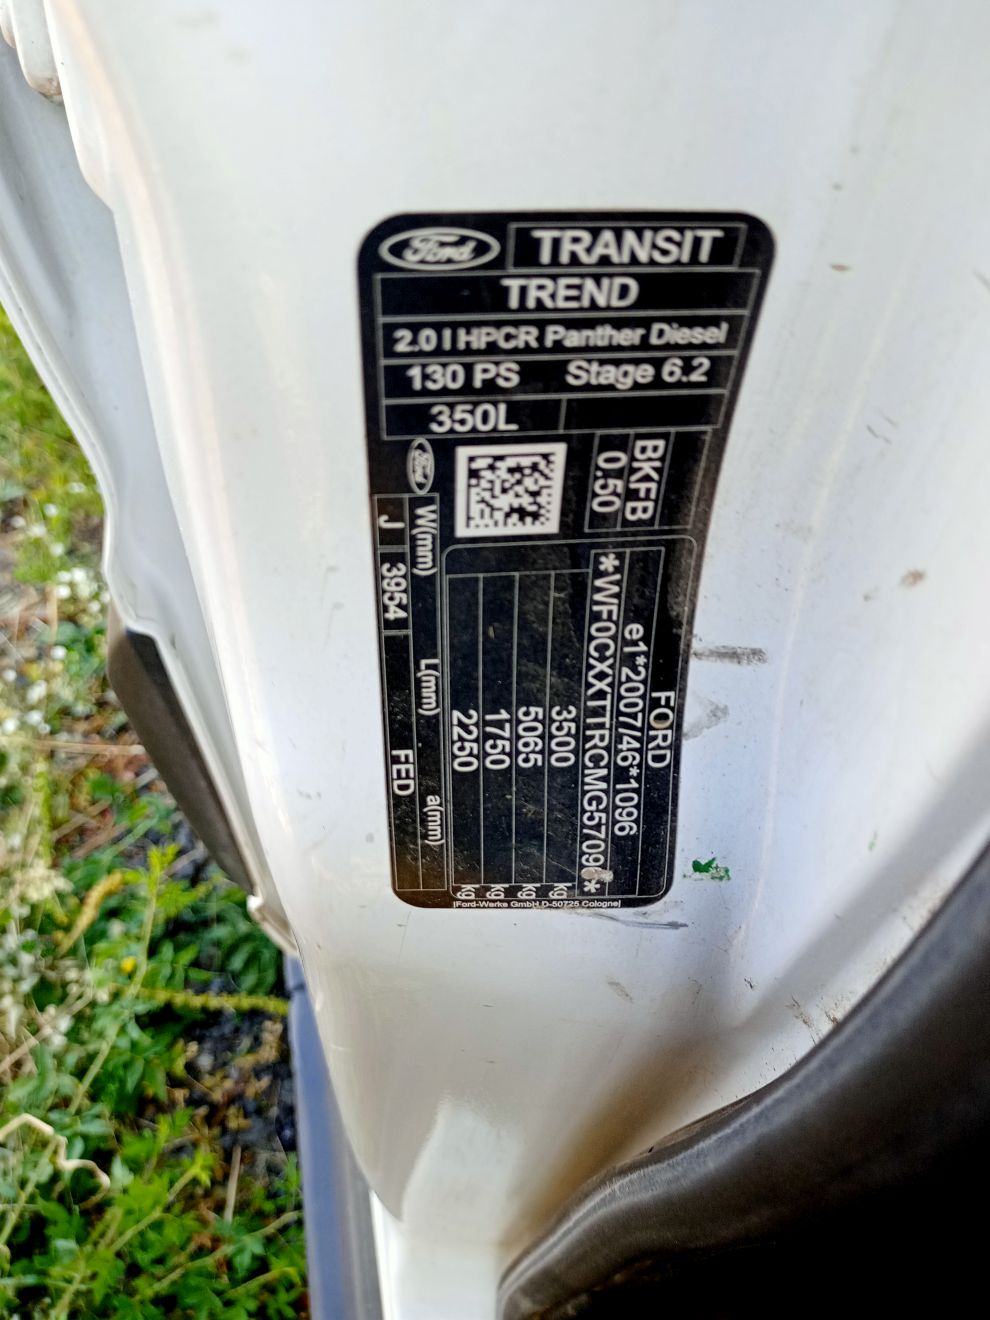 Ford TRANSIT
TREND
2.0 l HPCR Panther Diesel
130 PS Stage 6.2
350L
Ford
BKFB
0.50
FORD
e1*2007/46*1096
3500 kg
5065 kg
1750 kg
2250 kg
W(mm) L(mm) a(mm)
J 3954 FED
[Ford-Werke GmbH D-50725 Cologne]